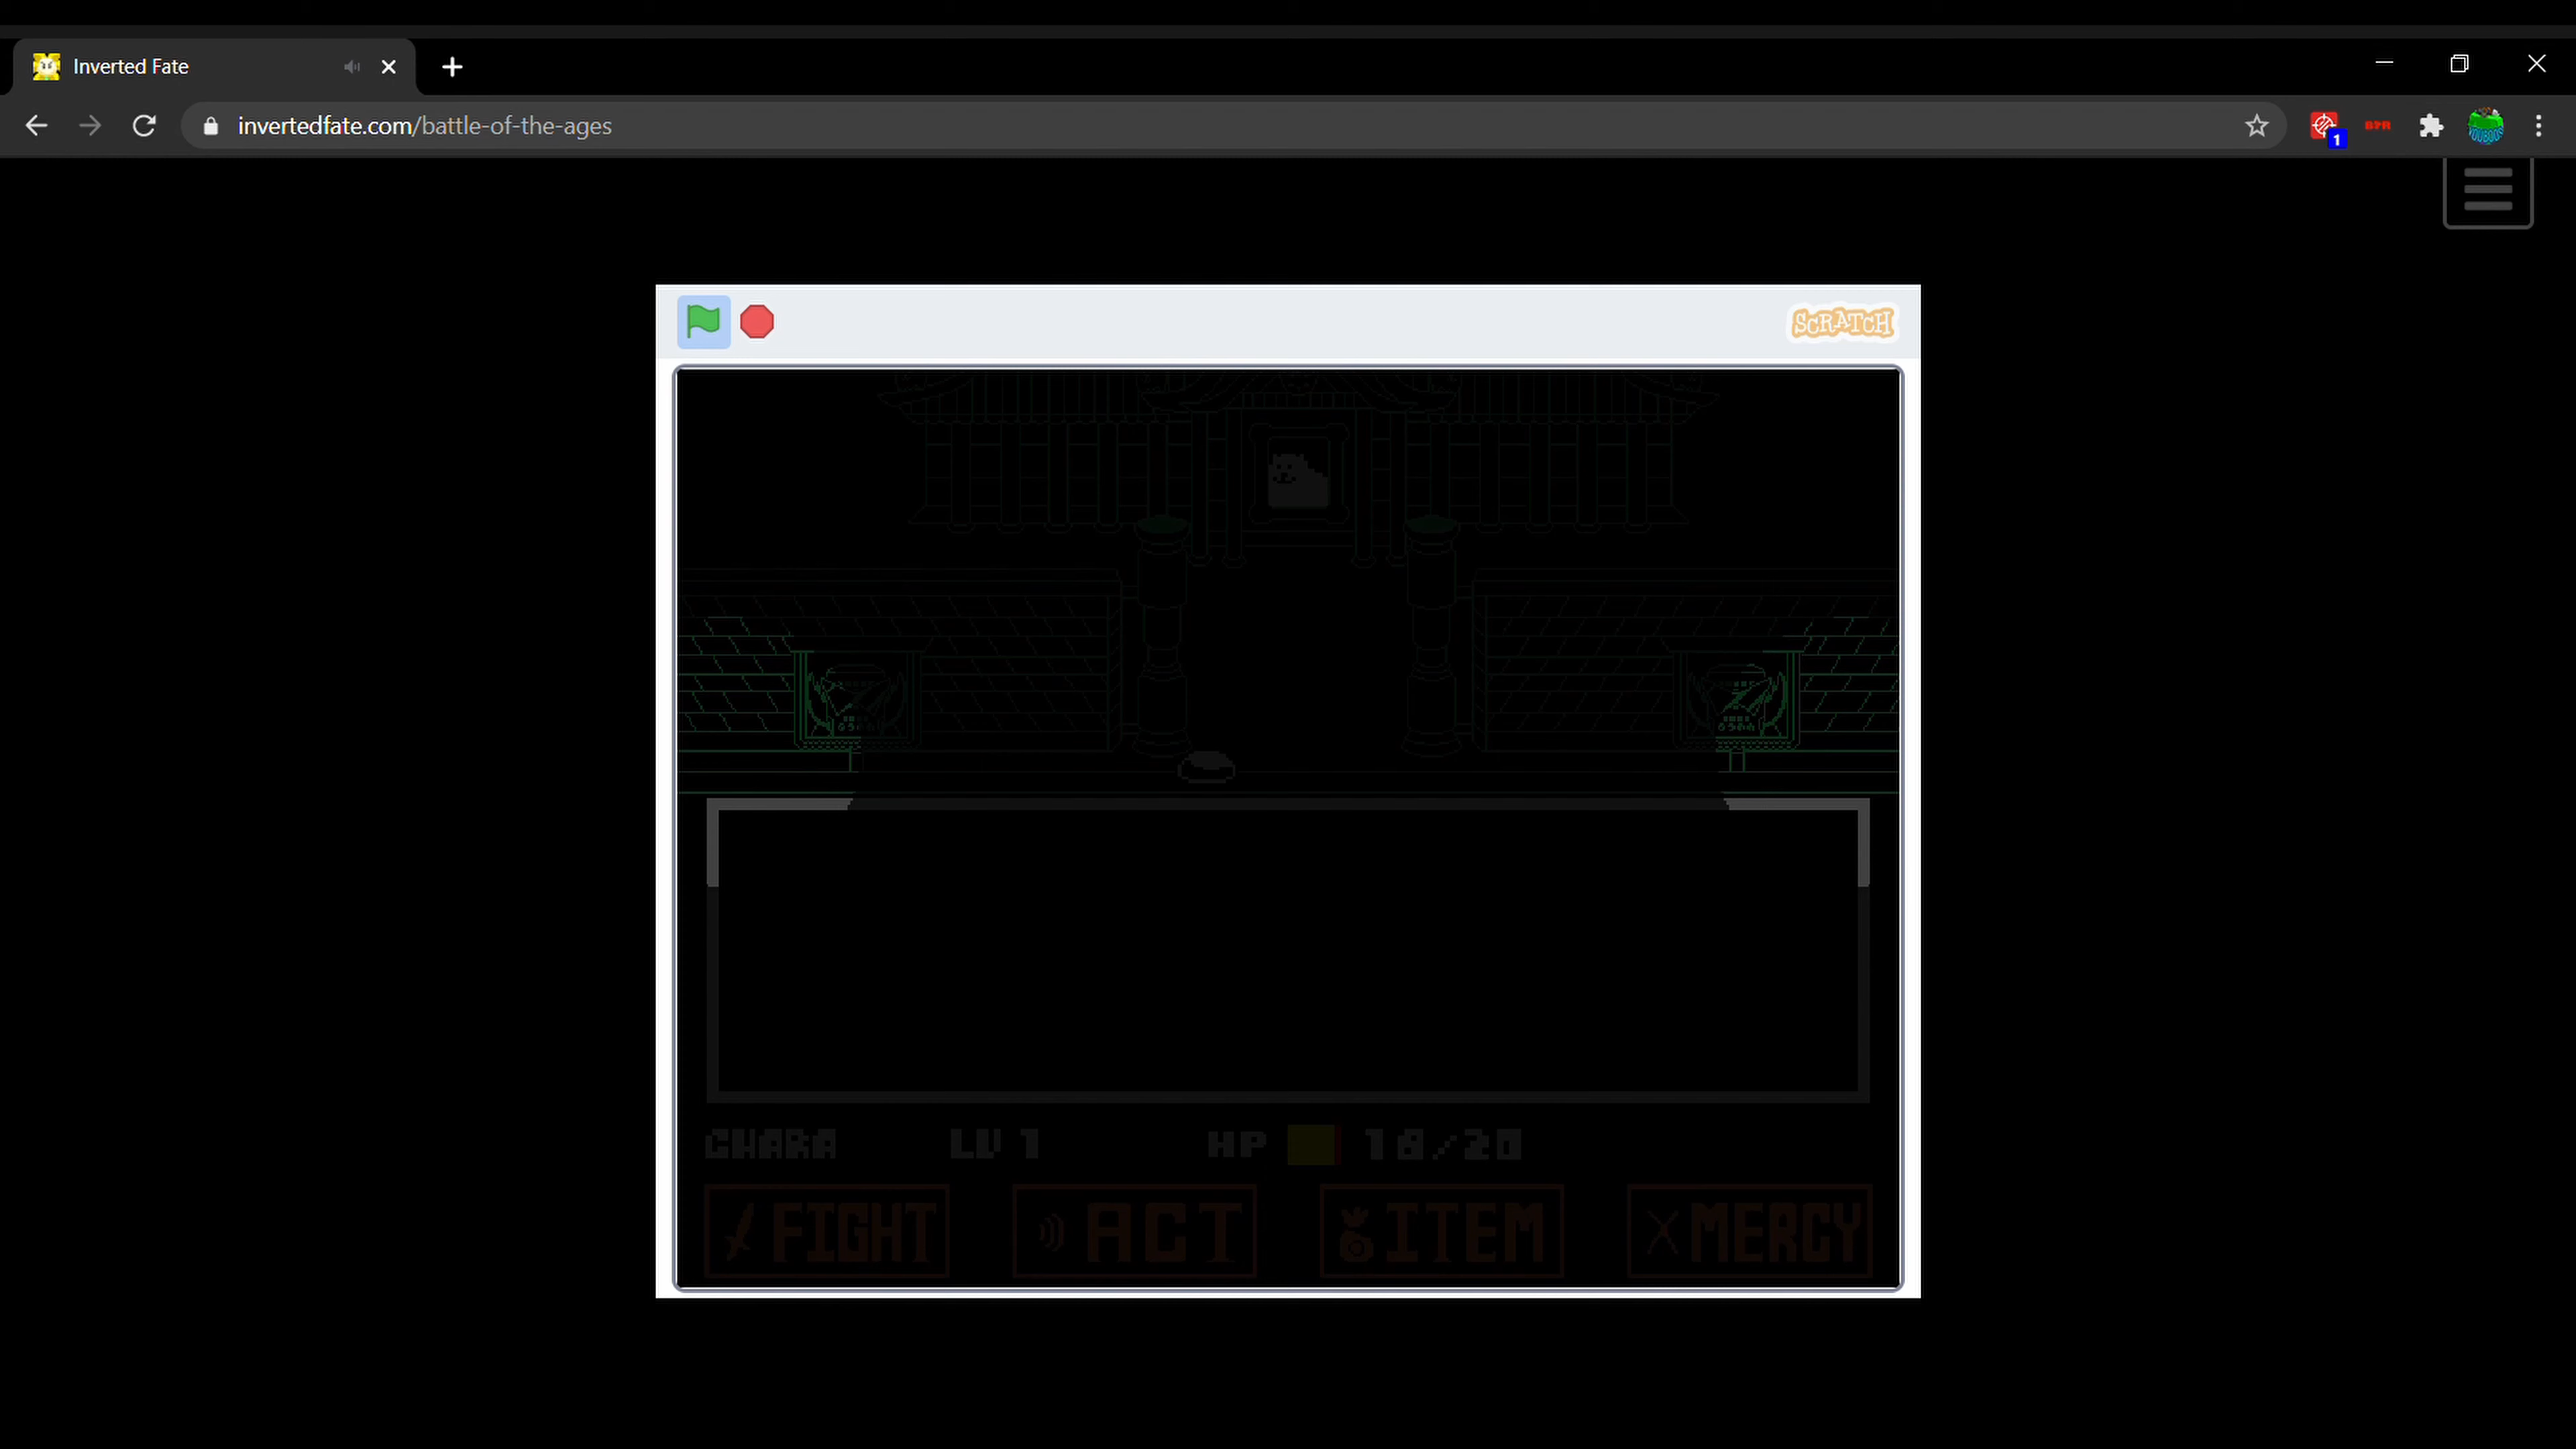 Inverted Fate
invertedfate.com/battle-of-the-ages
1
B?R
SCRATCH
CHARA LV 1 HP 18/20
FIGHT ACT ITEM MERCY